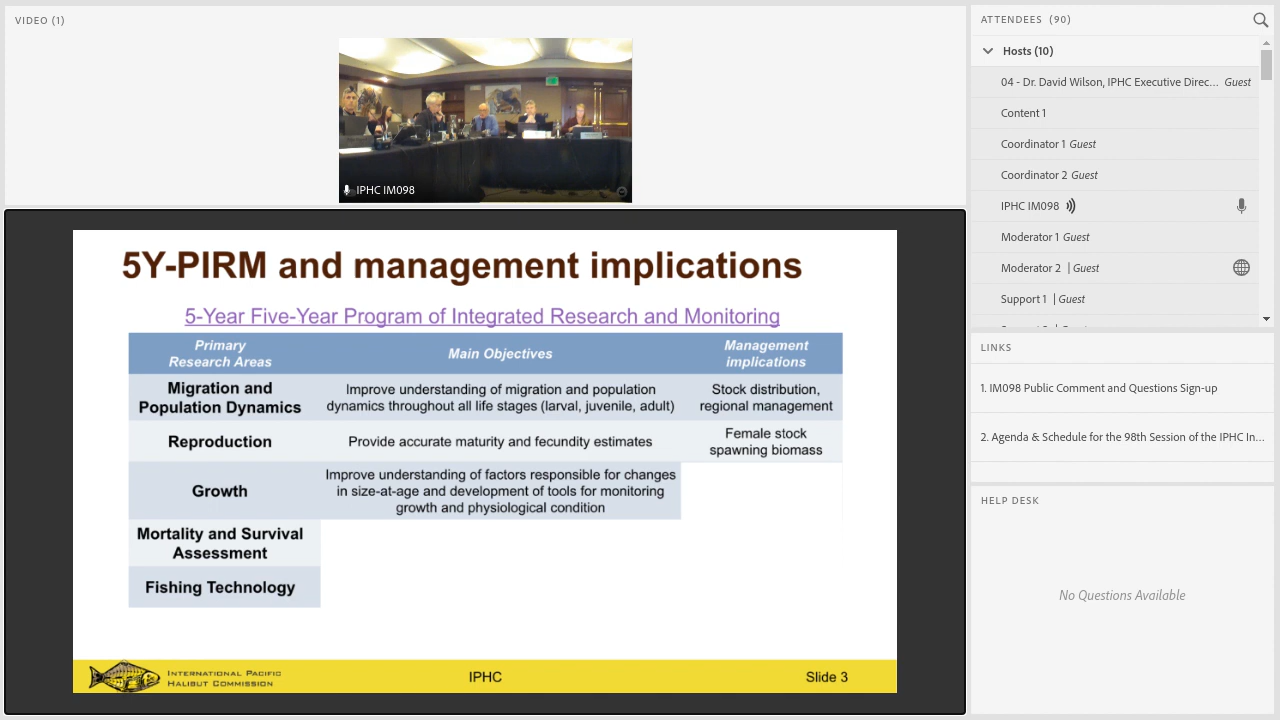 VIDEO (1)
IPHC IM098
5Y-PIRM and management implications
5-Year Five-Year Program of Integrated Research and Monitoring
Primary
Research Areas
Main Objectives
Management
implications
Migration and
Population Dynamics
Improve understanding of migration and population
dynamics throughout all life stages (larval, juvenile, adult)
Stock distribution,
regional management
Reproduction
Provide accurate maturity and fecundity estimates
Female stock
spawning biomass
Growth
Improve understanding of factors responsible for changes
in size-at-age and development of tools for monitoring
growth and physiological condition
Mortality and Survival
Assessment
Fishing Technology
INTERNATIONAL PACIFIC
HALIBUT COMMISSION
IPHC
Slide 3
ATTENDEES (90)
Hosts (10)
04 - Dr. David Wilson, IPHC Executive Direc... Guest
Content 1
Coordinator 1 Guest
Coordinator 2 Guest
IPHC IM098
Moderator 1 Guest
Moderator 2 | Guest
Support 1 | Guest
LINKS
1. IM098 Public Comment and Questions Sign-up
2. Agenda & Schedule for the 98th Session of the IPHC In...
HELP DESK
No Questions Available